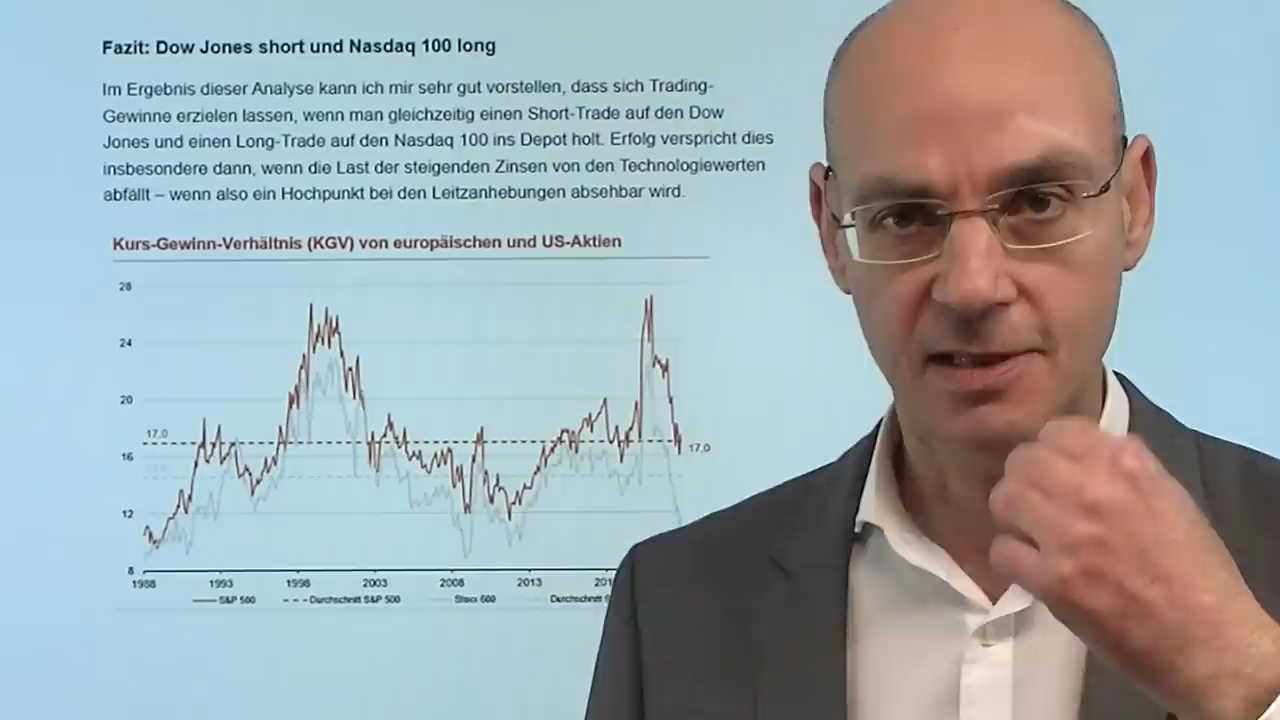 Fazit: Dow Jones short und Nasdaq 100 long
Im Ergebnis dieser Analyse kann ich mir sehr gut vorstellen, dass sich Trading-
Gewinne erzielen lassen, wenn man gleichzeitig einen Short-Trade auf den Dow
Jones und einen Long-Trade auf den Nasdaq 100 ins Depot holt. Erfolg verspricht dies
insbesondere dann, wenn die Last der steigenden Zinsen von den Technologiewerten
abfällt – wenn also ein Hochpunkt bei den Leitzanhebungen absehbar wird.
Kurs-Gewinn-Verhältnis (KGV) von europäischen und US-Aktien
28
24
20
17,0
17,0
16
12
8
1988 1993 1998 2003 2008 2013
S&P 500 Durchschnitt S&P 500 Stoxx 600 Durchschnitt